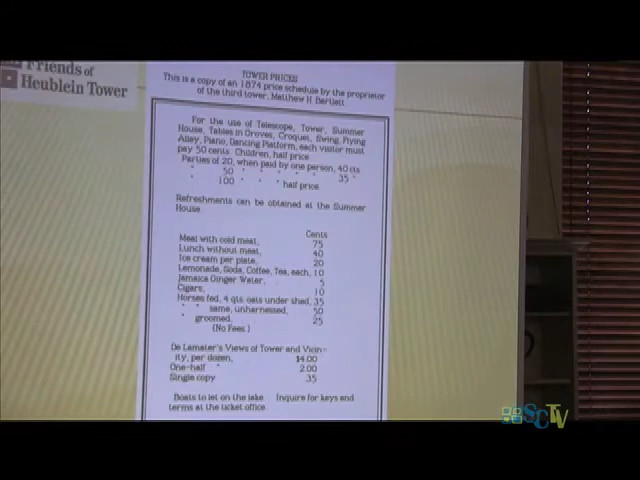 Friends of
Heublein Tower
TOWER PRICES
This is a copy of an 1874 price schedule by the proprietor
of the third tower, Matthew H Bartlett
For the use of Telescope, Tower, Summer
House, Tables in Groves, Croquet, Swing, Flying
Alley, Piano, Dancing Platform, each visitor must
pay 50 cents. Children, half price
Parties of 20, when paid by one person, 40 cts
" 50 " " " " " 35 "
" 100 " " " half price.
Refreshments can be obtained at the Summer
House.
Cents
Meal with cold meat, 75
Lunch without meat, 40
Ice cream per plate, 20
Lemonade, Soda, Coffee, Tea, each, 10
Jamaica Ginger Water, 5
Cigars, 10
Horses fed, 4 qts oats under shed, 35
" " same, unharnessed, 50
" groomed, 25
(No Fees.)
De Lamater's Views of Tower and Vicin-
ity, per dozen, $4.00
One-half " 2.00
Single copy 35
Boats to let on the lake Inquire for keys and
terms at the ticket office.
SCTV